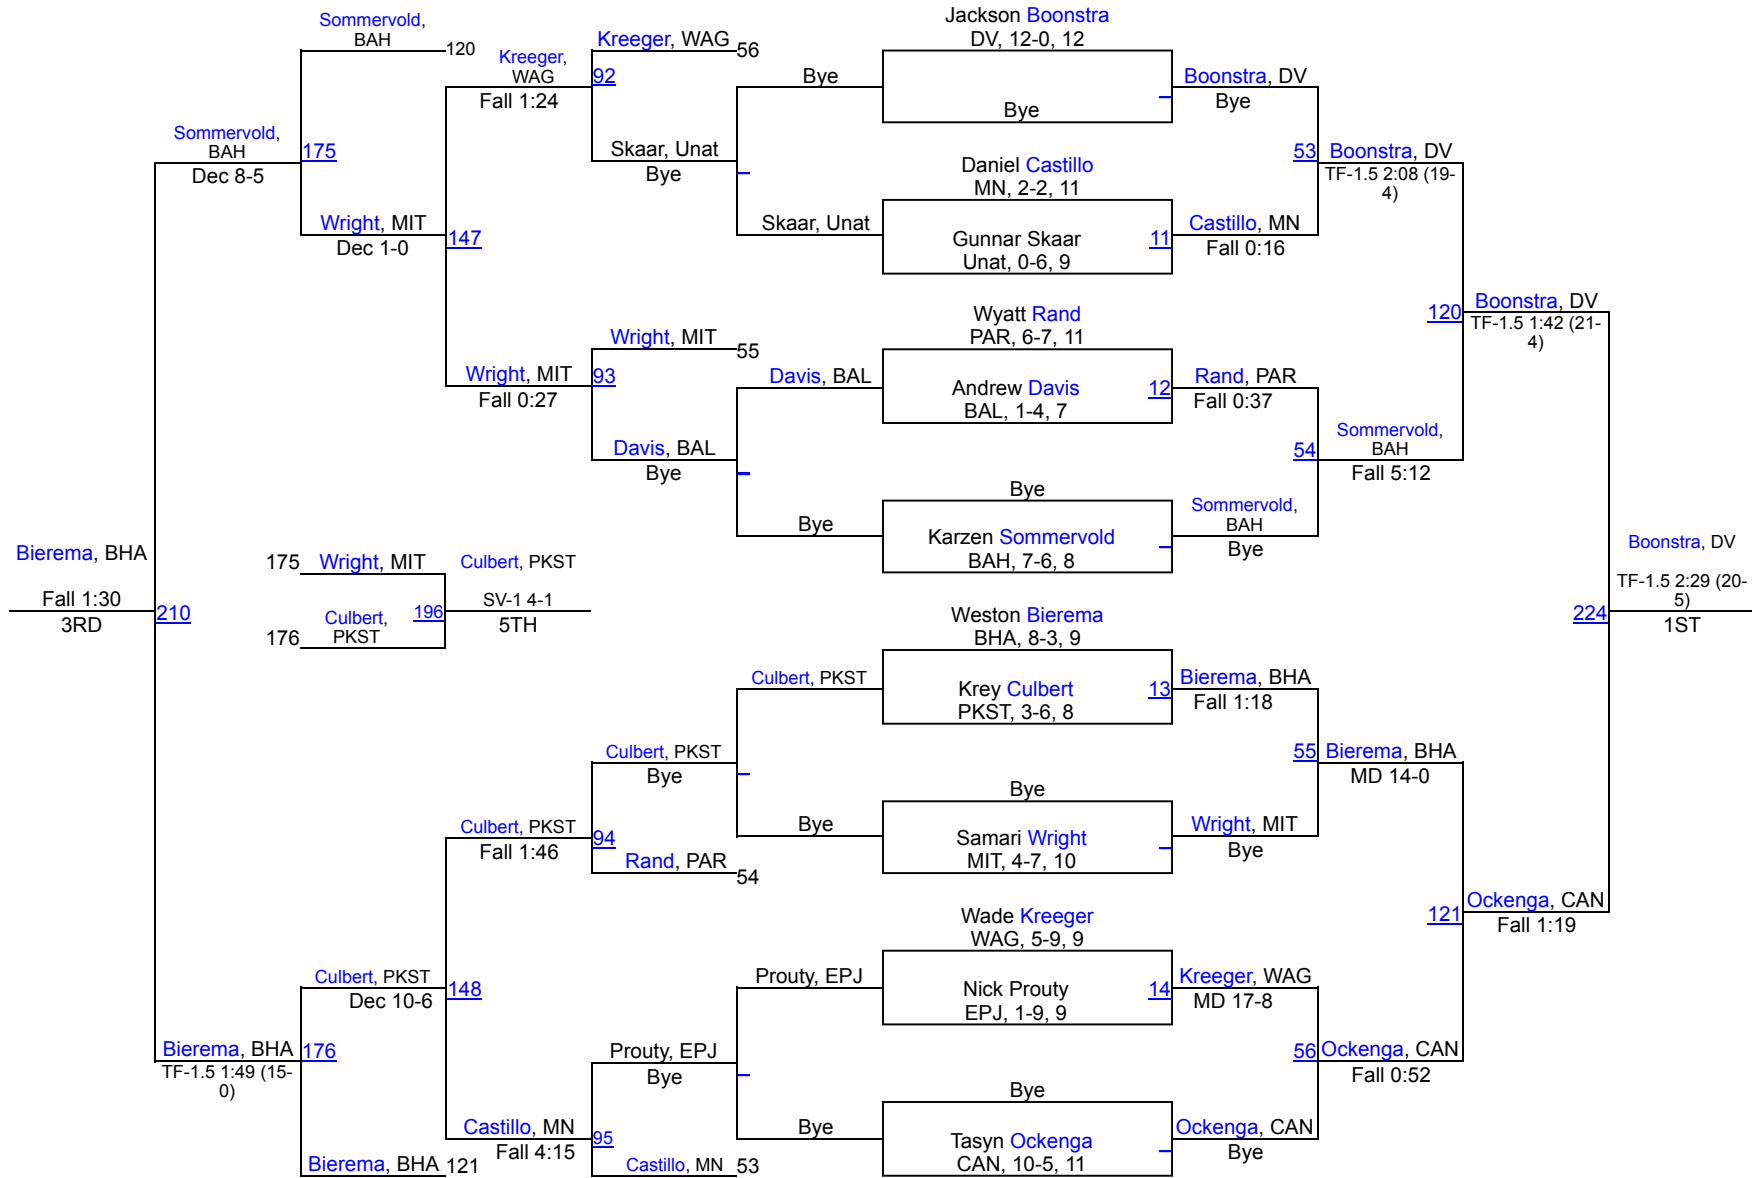 Sommervold,
BAH
120
Kreeger,
WAG
Fall 1:24
Kreeger, WAG
56
92
Skaar, Unat
Bye
Bye
Skaar, Unat
Jackson Boonstra
DV, 12-0, 12
Bye
Boonstra, DV
Bye
Daniel Castillo
MN, 2-2, 11
Gunnar Skaar
Unat, 0-6, 9
11
Castillo, MN
Fall 0:16
53
Boonstra, DV
TF-1.5 2:08 (19-
4)
Sommervold,
BAH
Dec 8-5
175
Wright, MIT
Dec 1-0
147
Wright, MIT
Fall 0:27
93
Wright, MIT
55
Davis, BAL
Bye
Davis, BAL
Bye
Wyatt Rand
PAR, 6-7, 11
Andrew Davis
BAL, 1-4, 7
12
Rand, PAR
Fall 0:37
Bye
Karzen Sommervold
BAH, 7-6, 8
Sommervold,
BAH
Bye
54
Sommervold,
BAH
Fall 5:12
120
Boonstra, DV
TF-1.5 1:42 (21-
4)
Bierema, BHA
Fall 1:30
3RD
210
175
Wright, MIT
176
Culbert,
PKST
196
Culbert, PKST
SV-1 4-1
5TH
Boonstra, DV
TF-1.5 2:29 (20-
5)
1ST
224
Weston Bierema
BHA, 8-3, 9
Krey Culbert
PKST, 3-6, 8
13
Bierema, BHA
Fall 1:18
Culbert, PKST
Culbert, PKST
Bye
Bye
Bye
Samari Wright
MIT, 4-7, 10
Wright, MIT
Bye
55
Bierema, BHA
MD 14-0
Culbert, PKST
Fall 1:46
94
Rand, PAR
54
Wade Kreeger
WAG, 5-9, 9
Nick Prouty
EPJ, 1-9, 9
14
Kreeger, WAG
MD 17-8
121
Ockenga, CAN
Fall 1:19
Culbert, PKST
Dec 10-6
148
Prouty, EPJ
Prouty, EPJ
Bye
Bye
Bye
Tasyn Ockenga
CAN, 10-5, 11
Ockenga, CAN
Bye
56
Ockenga, CAN
Fall 0:52
Bierema, BHA
TF-1.5 1:49 (15-
0)
176
Castillo, MN
Fall 4:15
95
Castillo, MN
53
Bierema, BHA
121